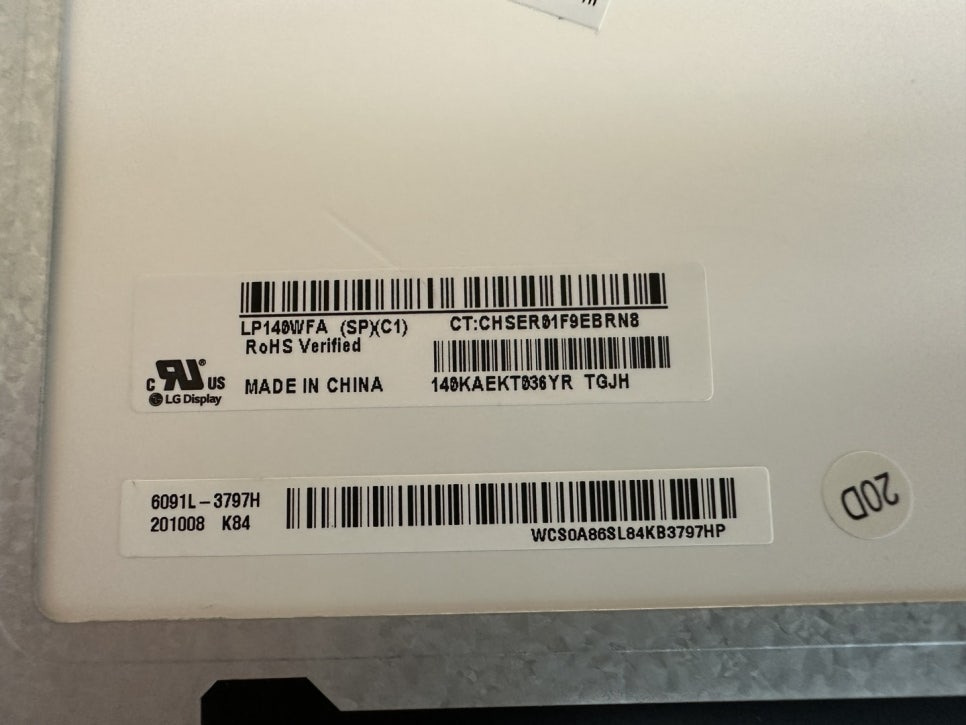 LP140WFA (SP)(C1)
CT:CHSER01F9EBRN8
RoHS Verified
C UR ® US
MADE IN CHINA
140KAEKT036YR TGJH
LG Display
6091L-3797H
201008 K84
WCS0A86SL84KB3797HP
20D